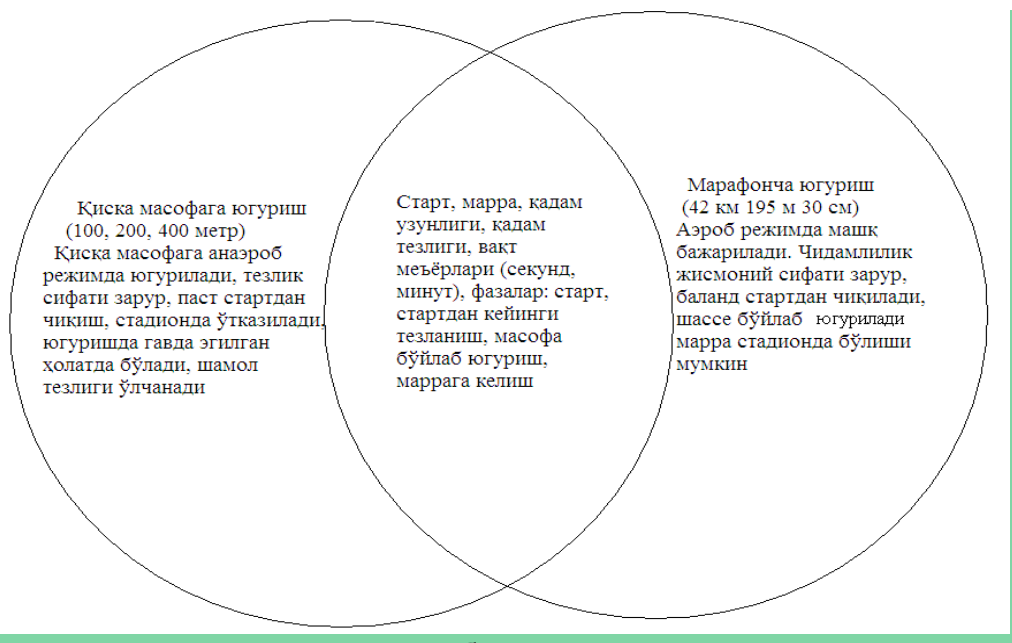 Қисқа масофага югуриш
(100, 200, 400 метр)
Қисқа масофага анаэроб
режимда югурилади, тезлик
сифати зарур, паст стартдан
чиқиш, стадионда ўтказилади,
югуришда гавда эгилган
ҳолатда бўлади, шамол
тезлиги ўлчанади
Старт, марра, қадам
узунлиги, қадам
тезлиги, вақт
меъёрлари (секунд,
минут), фазалар: старт,
стартдан кейинги
тезланиш, масофа
бўйлаб югуриш,
маррага келиш
Марафонча югуриш
(42 км 195 м 30 см)
Аэроб режимда машқ
бажарилади. Чидамлилик
жисмоний сифати зарур,
баланд стартдан чиқилади,
шассе бўйлаб югурилади
марра стадионда бўлиши
мумкин